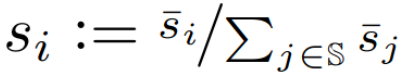 $s_i := \bar{s}_i / \sum_{j \in \mathbb{S}} \bar{s}_j$